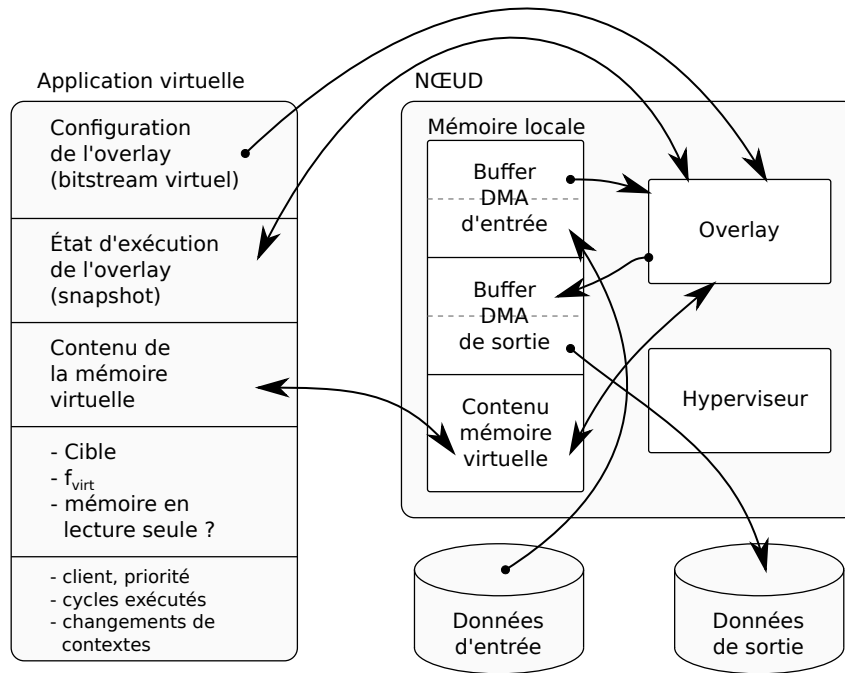 Application virtuelle
Configuration
de l'overlay
(bitstream virtuel)
État d'exécution
de l'overlay
(snapshot)
Contenu de
la mémoire
virtuelle
- Cible
- fvirt
- mémoire en
lecture seule ?
- client, priorité
- cycles exécutés
- changements de
contextes
NŒUD
Mémoire locale
Buffer
DMA
d'entrée
Buffer
DMA
de sortie
Contenu
mémoire
virtuelle
Overlay
Hyperviseur
Données
d'entrée
Données
de sortie